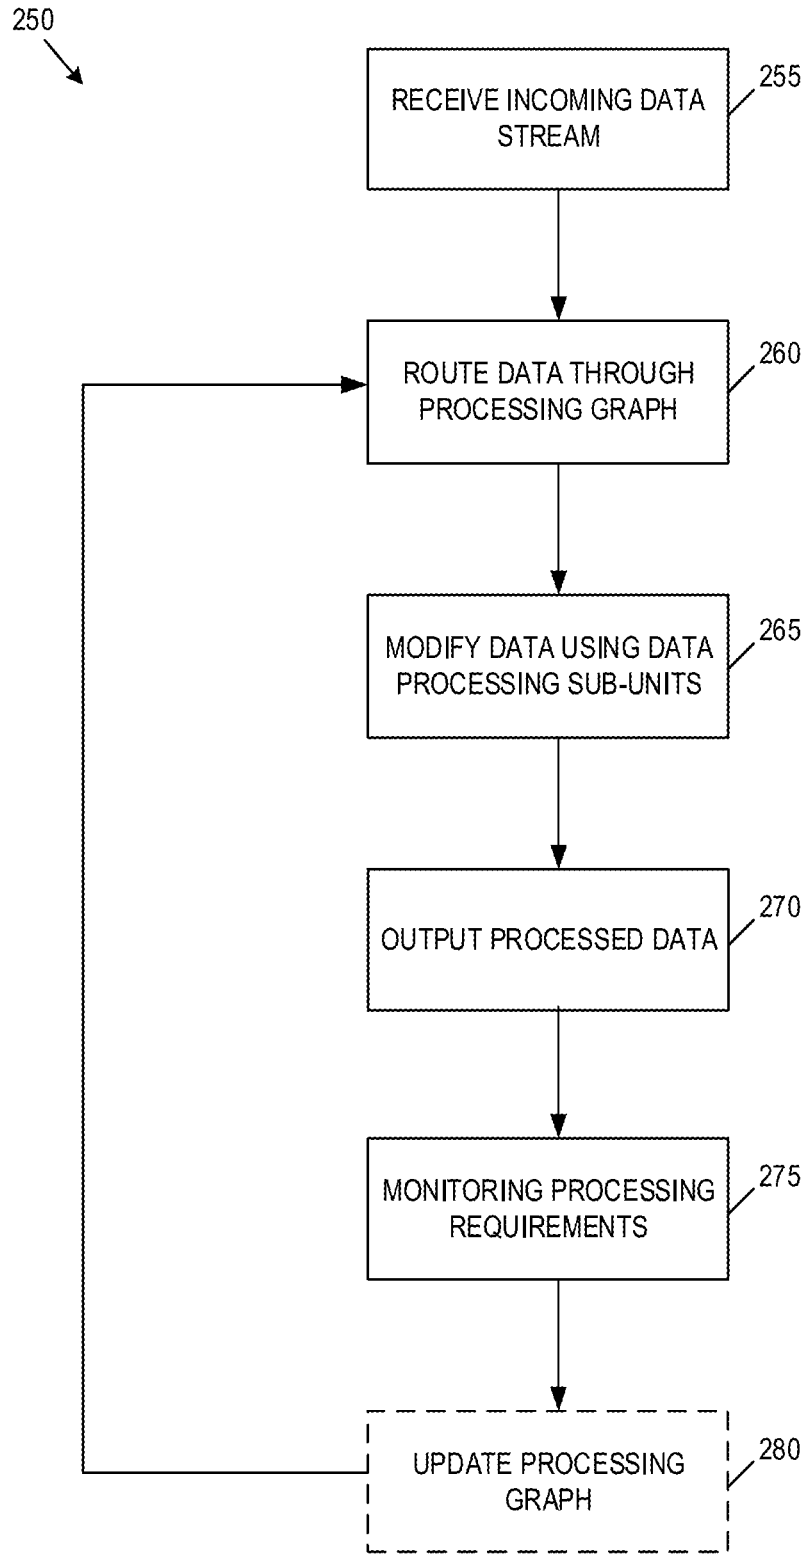 250
255
RECEIVE INCOMING DATA
STREAM
260
ROUTE DATA THROUGH
PROCESSING GRAPH
265
MODIFY DATA USING DATA
PROCESSING SUB-UNITS
270
OUTPUT PROCESSED DATA
275
MONITORING PROCESSING
REQUIREMENTS
280
UPDATE PROCESSING
GRAPH